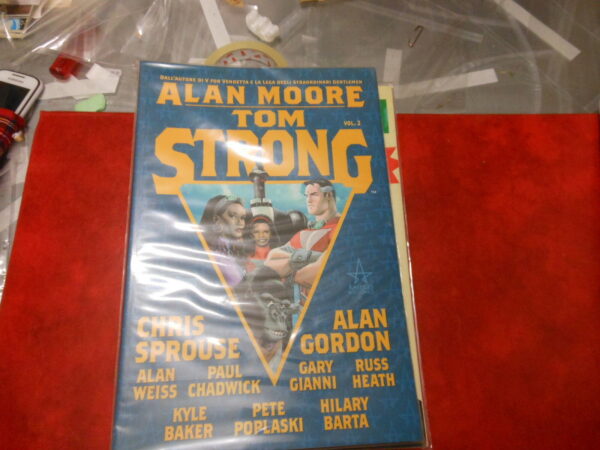 DALL'AUTORE DI V FOR VENDETTA E LA LEGA DEGLI STRAORDINARI GENTLEMEN
ALAN MOORE
TOM
VOL. 2
STRONG
CHRIS
SPROUSE
ALAN
GORDON
ALAN
WEISS
PAUL
CHADWICK
GARY
GIANNI
RUSS
HEATH
KYLE
BAKER
PETE
POPLASKI
HILARY
BARTA